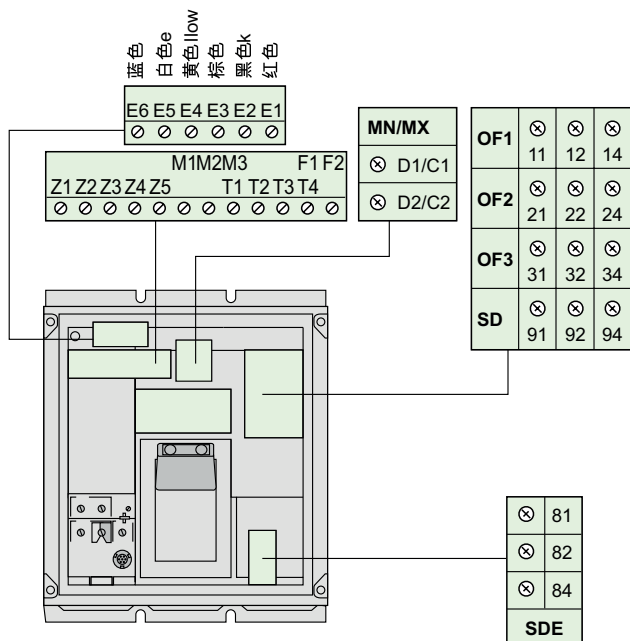 蓝色
白色e
黄色llow
棕色
黑色k
红色
E6 E5 E4 E3 E2 E1
M1M2M3 F1 F2
Z1 Z2 Z3 Z4 Z5 T1 T2 T3 T4
MN/MX
D1/C1
D2/C2
OF1
11 12 14
OF2
21 22 24
OF3
31 32 34
SD
91 92 94
81
82
84
SDE